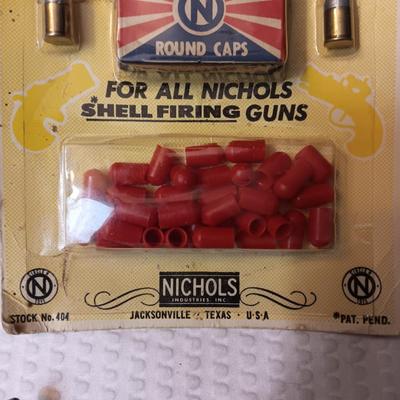 N
ROUND CAPS
FOR ALL NICHOLS
*SHELL FIRING GUNS
NICHOLS
INDUSTRIES, INC.
JACKSONVILLE, TEXAS · U·S·A
STOCK No. 404
N
N
*PAT. PEND.